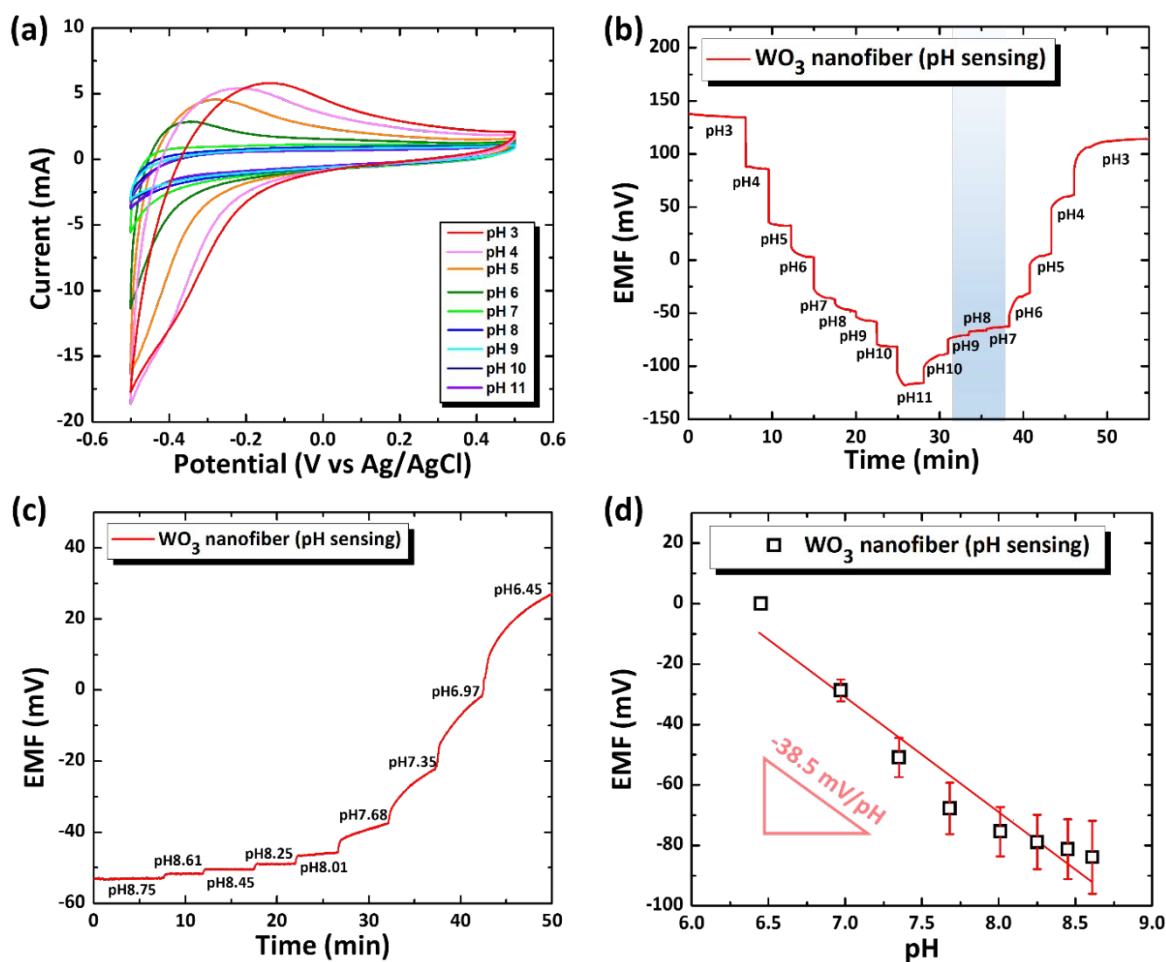 (a)
10
5
0
-5
-10
-15
-20
Current (mA)
pH 3
pH 4
pH 5
pH 6
pH 7
pH 8
pH 9
pH 10
pH 11
-0.6 -0.4 -0.2 0.0 0.2 0.4 0.6
Potential (V vs Ag/AgCl)
(b)
200
150
100
50
0
-50
-100
-150
EMF (mV)
WO3 nanofiber (pH sensing)
pH3
pH4
pH5
pH6
pH7
pH8
pH9
pH10
pH11
pH10
pH9
pH8
pH7
pH6
pH5
pH4
pH3
0 10 20 30 40 50
Time (min)
(c)
40
20
0
-20
-40
-60
EMF (mV)
WO3 nanofiber (pH sensing)
pH8.75
pH8.61
pH8.45
pH8.25
pH8.01
pH7.68
pH7.35
pH6.97
pH6.45
0 10 20 30 40 50
Time (min)
(d)
20
0
-20
-40
-60
-80
-100
EMF (mV)
WO3 nanofiber (pH sensing)
-38.5 mV/pH
6.0 6.5 7.0 7.5 8.0 8.5 9.0
pH